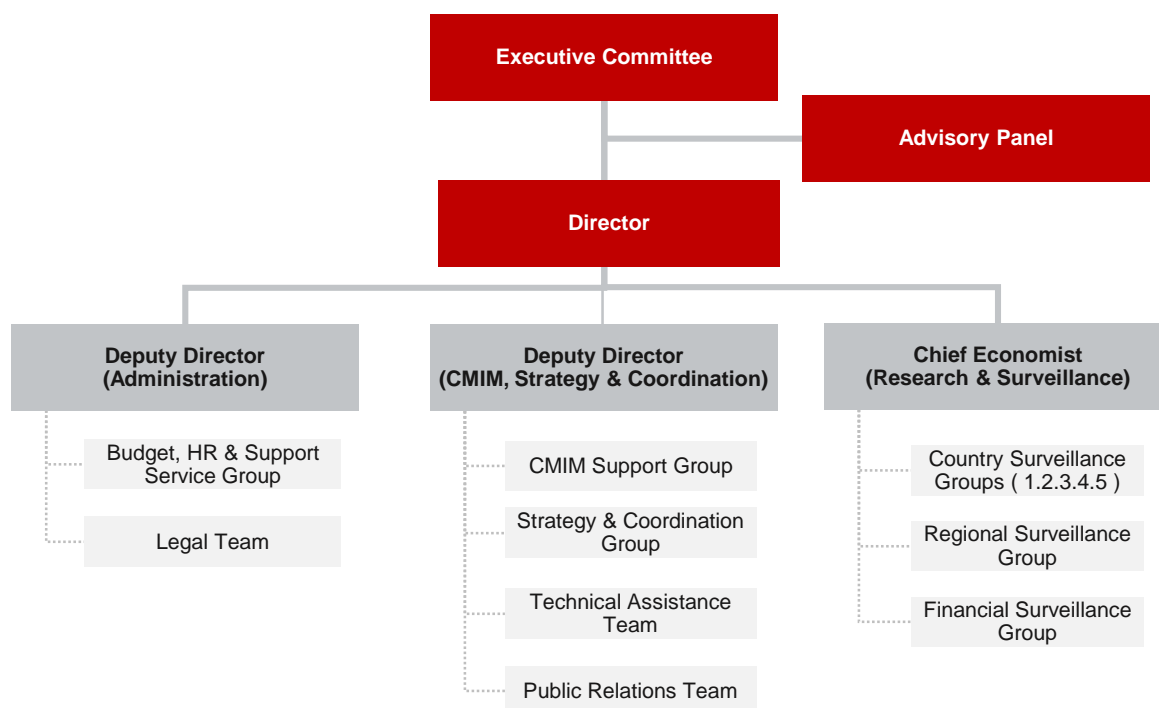 Executive Committee
Advisory Panel
Director
Deputy Director
(Administration)
Budget, HR & Support
Service Group
Legal Team
Deputy Director
(CMIM, Strategy & Coordination)
CMIM Support Group
Strategy & Coordination
Group
Technical Assistance
Team
Public Relations Team
Chief Economist
(Research & Surveillance)
Country Surveillance
Groups ( 1.2.3.4.5 )
Regional Surveillance
Group
Financial Surveillance
Group